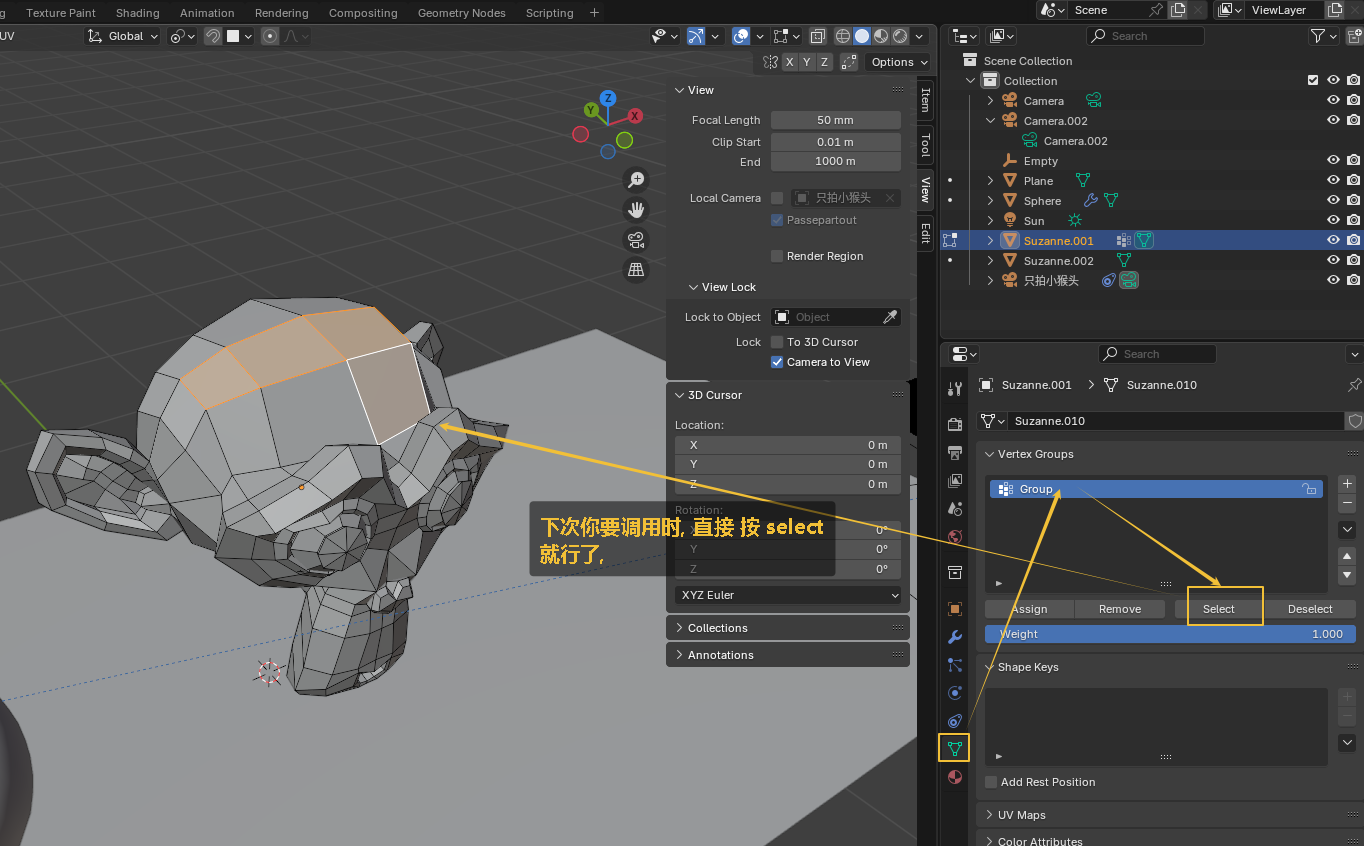 Texture Paint
Shading
Animation
Rendering
Compositing
Geometry Nodes
Scripting
+
Scene
ViewLayer
UV
Global
Search
X
Y
Z
Options
Z
Y
X
View
Focal Length
50 mm
Clip Start
0.01 m
End
1000 m
Local Camera
只拍小猴头
Passepartout
Render Region
View Lock
Lock to Object
Object
Lock
To 3D Cursor
Camera to View
3D Cursor
Location:
X
0 m
Y
0 m
Z
0 m
Rotation:
0°
Y
0°
Z
0°
XYZ Euler
Collections
Annotations
Item
Tool
View
Edit
下次你要调用时, 直接 按 select
就行了,
Scene Collection
Collection
Camera
Camera.002
Camera.002
Empty
Plane
Sphere
Sun
Suzanne.001
Suzanne.002
只拍小猴头
Search
Suzanne.001
Suzanne.010
Suzanne.010
Vertex Groups
Group
Assign
Remove
Select
Deselect
Weight
1.000
Shape Keys
Add Rest Position
UV Maps
Color Attributes